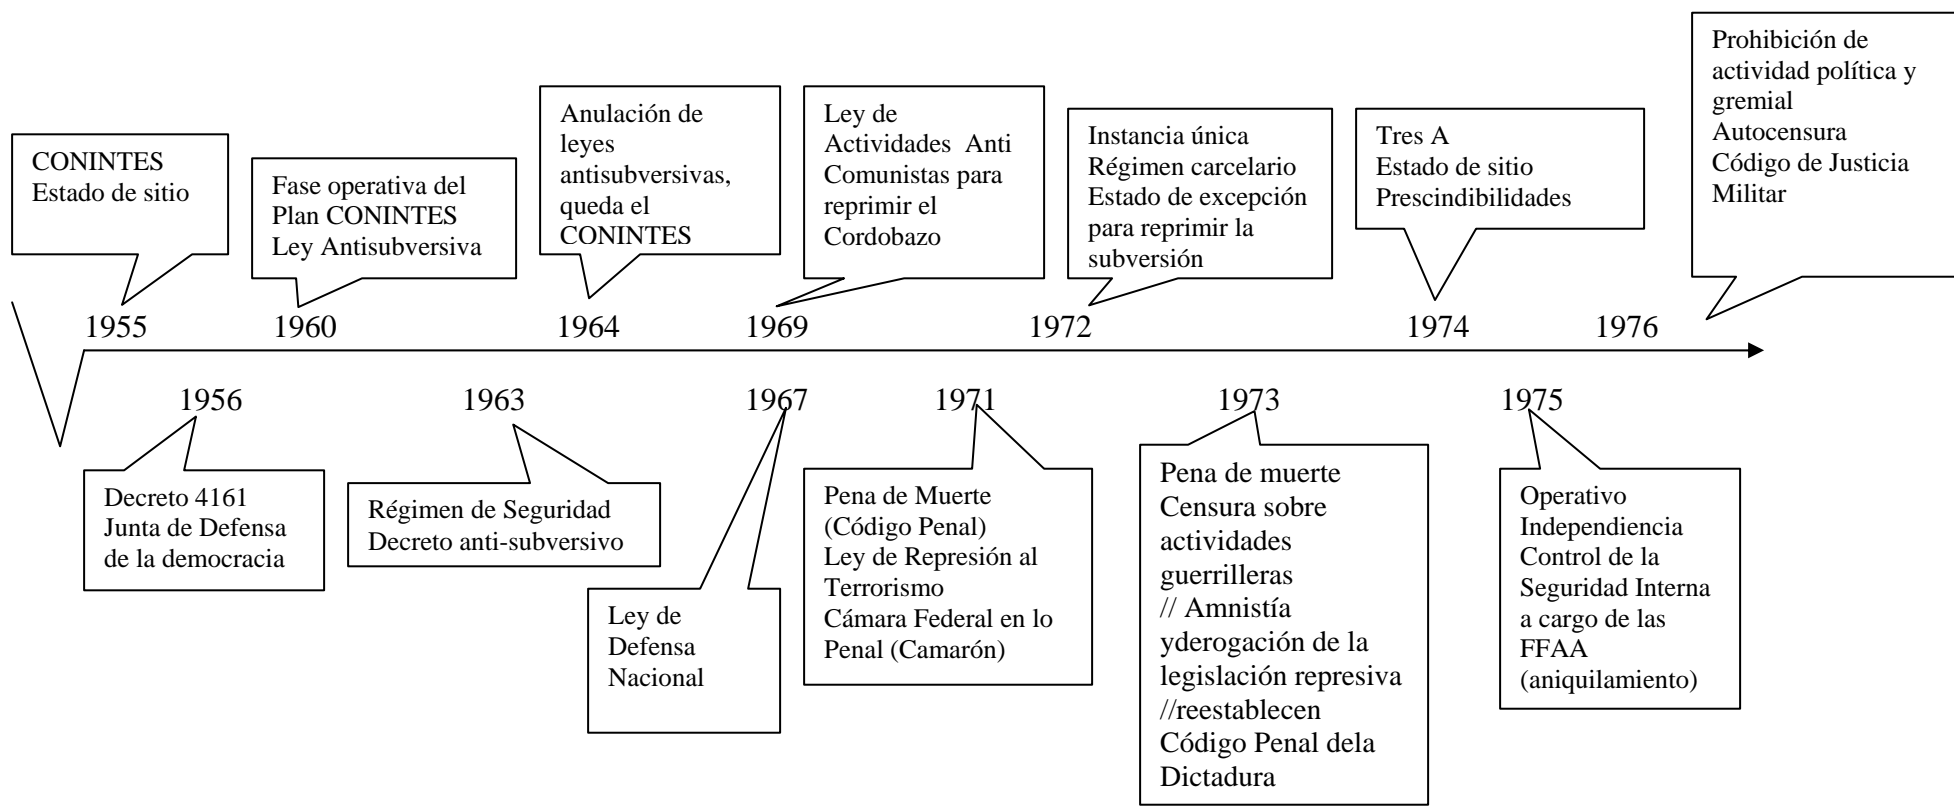 Prohibición de
actividad política y
gremial
Autocensura
Código de Justicia
Militar
CONINTES
Estado de sitio
Fase operativa del
Plan CONINTES
Ley Antisubversiva
Anulación de
leyes
antisubversivas,
queda el
CONINTES
Ley de
Actividades Anti
Comunistas para
reprimir el
Cordobazo
Instancia única
Régimen carcelario
Estado de excepción
para reprimir la
subversión
Tres A
Estado de sitio
Prescindibilidades
1955
1960
1964
1969
1972
1974
1976
1956
1963
1967
1971
1973
1975
Decreto 4161
Junta de Defensa
de la democracia
Régimen de Seguridad
Decreto anti-subversivo
Ley de
Defensa
Nacional
Pena de Muerte
(Código Penal)
Ley de Represión al
Terrorismo
Cámara Federal en lo
Penal (Camarón)
Pena de muerte
Censura sobre
actividades
guerrilleras
// Amnistía
yderogación de la
legislación represiva
//reestablecen
Código Penal dela
Dictadura
Operativo
Independiencia
Control de la
Seguridad Interna
a cargo de las
FFAA
(aniquilamiento)